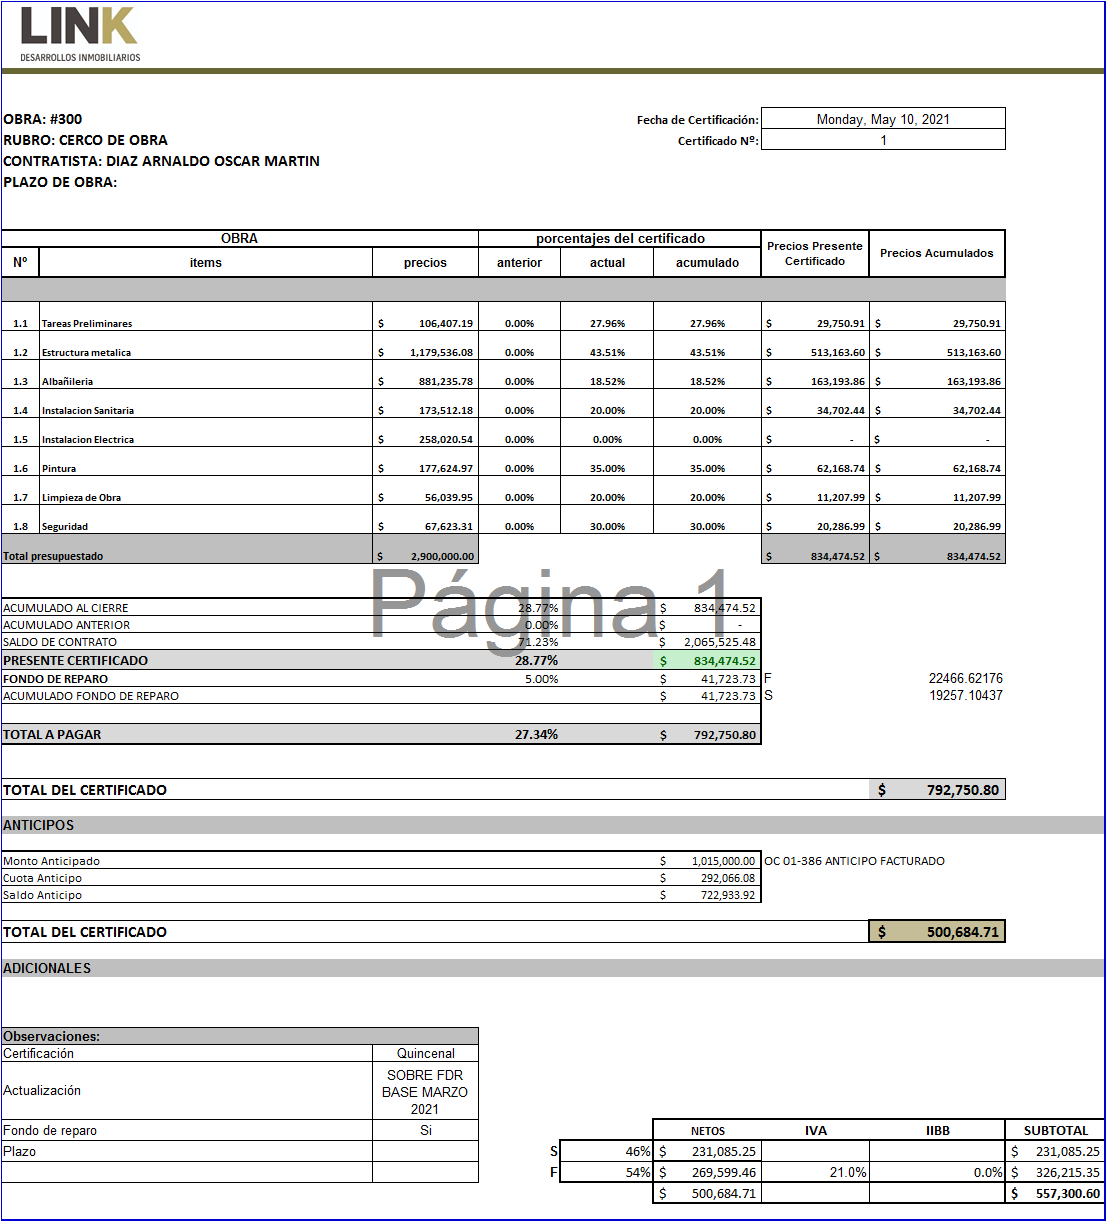 LINK
DESARROLLOS INMOBILIARIOS
OBRA: #300
Fecha de Certificación: Monday, May 10, 2021
RUBRO: CERCO DE OBRA
Certificado Nº: 1
CONTRATISTA: DIAZ ARNALDO OSCAR MARTIN
PLAZO DE OBRA:
OBRA porcentajes del certificado Precios Presente Certificado Precios Acumulados
Nº items precios anterior actual acumulado
1.1 Tareas Preliminares $ 106,407.19 0.00% 27.96% 27.96% $ 29,750.91 $ 29,750.91
1.2 Estructura metalica $ 1,179,536.08 0.00% 43.51% 43.51% $ 513,163.60 $ 513,163.60
1.3 Albañileria $ 881,235.78 0.00% 18.52% 18.52% $ 163,193.86 $ 163,193.86
1.4 Instalacion Sanitaria $ 173,512.18 0.00% 20.00% 20.00% $ 34,702.44 $ 34,702.44
1.5 Instalacion Electrica $ 258,020.54 0.00% 0.00% 0.00% $ - $ -
1.6 Pintura $ 177,624.97 0.00% 35.00% 35.00% $ 62,168.74 $ 62,168.74
1.7 Limpieza de Obra $ 56,039.95 0.00% 20.00% 20.00% $ 11,207.99 $ 11,207.99
1.8 Seguridad $ 67,623.31 0.00% 30.00% 30.00% $ 20,286.99 $ 20,286.99
Total presupuestado $ 2,900,000.00 $ 834,474.52 $ 834,474.52
Página 1
ACUMULADO AL CIERRE 28.77% $ 834,474.52
ACUMULADO ANTERIOR 0.00% $ -
SALDO DE CONTRATO 71.23% $ 2,065,525.48
PRESENTE CERTIFICADO 28.77% $ 834,474.52
FONDO DE REPARO 5.00% $ 41,723.73 F 22466.62176
ACUMULADO FONDO DE REPARO $ 41,723.73 S 19257.10437
TOTAL A PAGAR 27.34% $ 792,750.80
TOTAL DEL CERTIFICADO $ 792,750.80
ANTICIPOS
Monto Anticipado $ 1,015,000.00 OC 01-386 ANTICIPO FACTURADO
Cuota Anticipo $ 292,066.08
Saldo Anticipo $ 722,933.92
TOTAL DEL CERTIFICADO $ 500,684.71
ADICIONALES
Observaciones:
Certificación Quincenal
Actualización SOBRE FDR
BASE MARZO
2021
Fondo de reparo Si
Plazo
NETOS IVA IIBB SUBTOTAL
S 46% $ 231,085.25 $ 231,085.25
F 54% $ 269,599.46 21.0% 0.0% $ 326,215.35
$ 500,684.71 $ 557,300.60